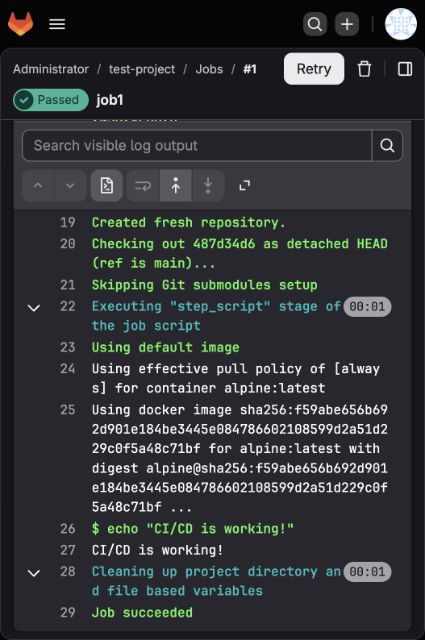 Administrator / test-project / Jobs / #1
Retry
Passed job1
Search visible log output
19 Created fresh repository.
20 Checking out 487d34d6 as detached HEAD
(ref is main)...
21 Skipping Git submodules setup
22 Executing "step_script" stage of 00:01
the job script
23 Using default image
24 Using effective pull policy of [alway
s] for container alpine:latest
25 Using docker image sha256:f59abe656b69
2d901e184be3445e084786602108599d2a51d2
29c0f5a48c71bf for alpine:latest with
digest alpine@sha256:f59abe656b692d901
e184be3445e084786602108599d2a51d229c0f
5a48c71bf ...
26 $ echo "CI/CD is working!"
27 CI/CD is working!
28 Cleaning up project directory an 00:01
d file based variables
29 Job succeeded